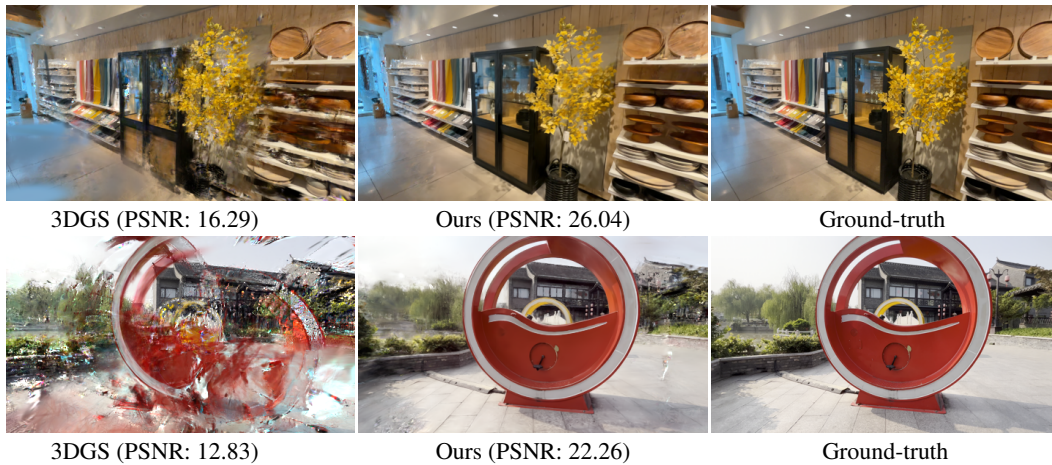 3DGS (PSNR: 16.29) Ours (PSNR: 26.04) Ground-truth
3DGS (PSNR: 12.83) Ours (PSNR: 22.26) Ground-truth